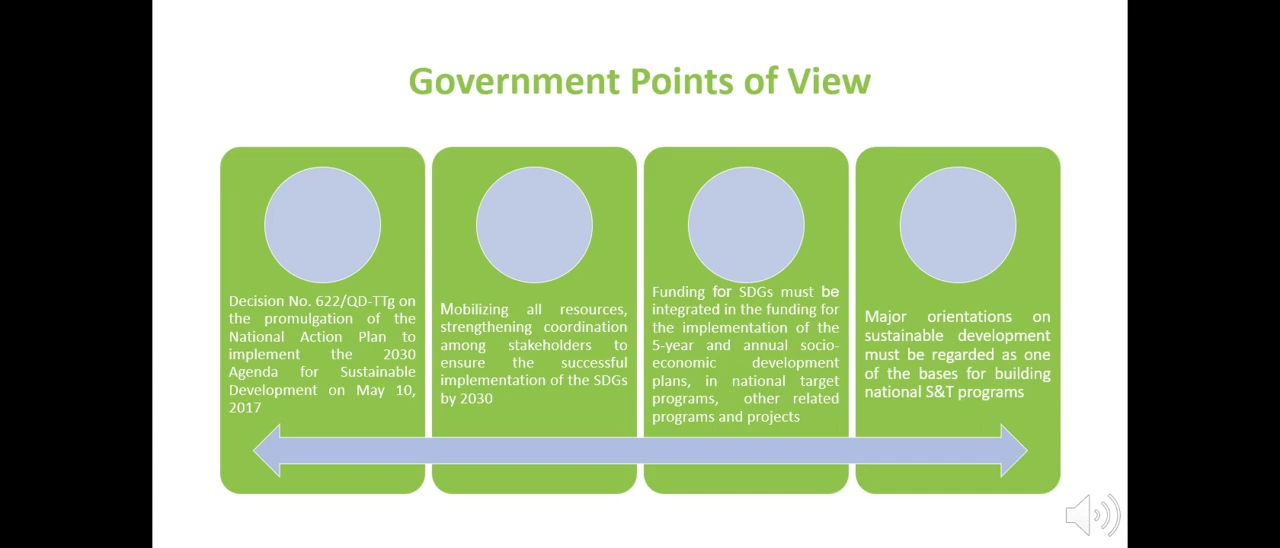 Government Points of View
Decision No. 622/QD-TTg on
the promulgation of the
National Action Plan to
implement the 2030
Agenda for Sustainable
Development on May 10,
2017
Mobilizing all resources,
strengthening coordination
among stakeholders to
ensure the successful
implementation of the SDGs
by 2030
Funding for SDGs must be
integrated in the funding for
the implementation of the
5-year and annual socio-
economic development
plans, in national target
programs, other related
programs and projects
Major orientations on
sustainable development
must be regarded as one
of the bases for building
national S&T programs